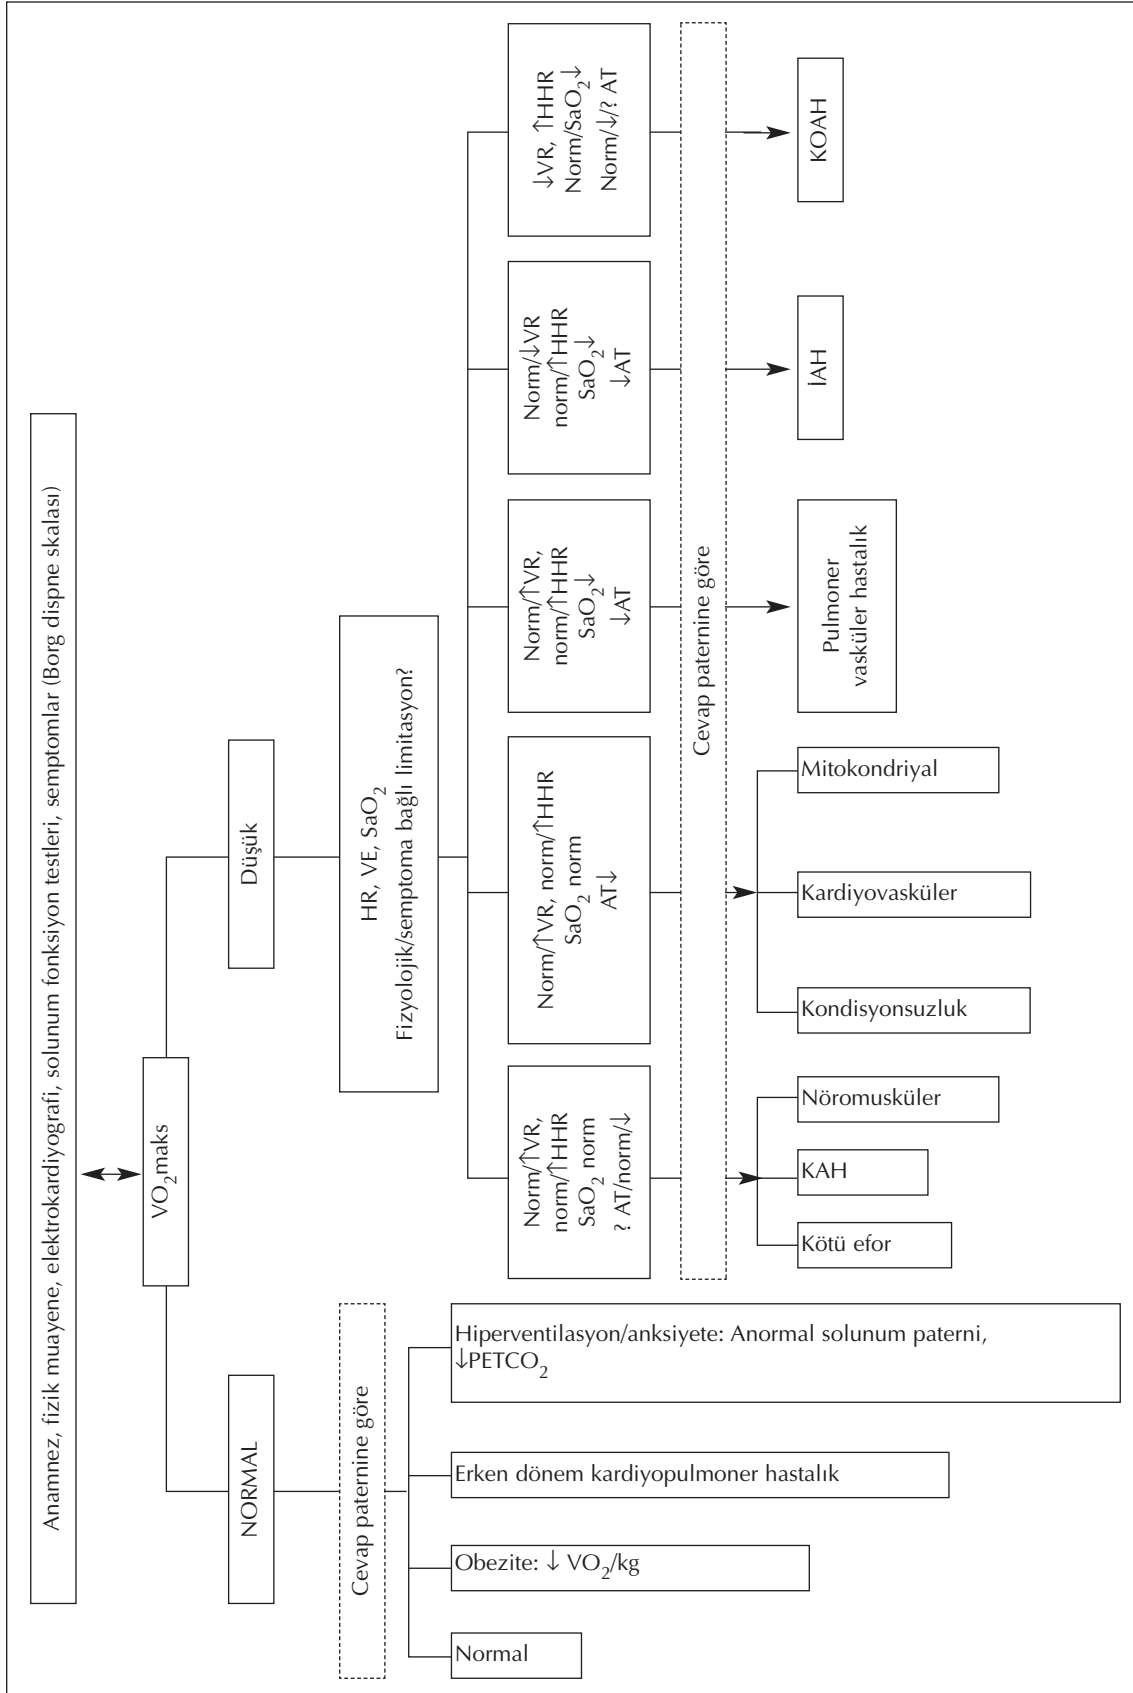 Anamnez, fizik muayene, elektrokardiyografi, solunum fonksiyon testleri, semptomlar (Borg dispne skalası)
VO₂maks
NORMAL
Düşük
Cevap paternine göre
Normal
Obezite: ↓ VO₂/kg
Erken dönem kardiyopulmoner hastalık
Hiperventilasyon/anksiyete: Anormal solunum paterni,
↓PETCO₂
HR, VE, SaO₂
Fizyolojik/semptoma bağlı limitasyon?
Norm/↑VR,
norm/↑HHR
SaO₂ norm
? AT/norm/↓
Norm/↑VR, norm/↑HHR
SaO₂ norm
AT↓
Norm/↑VR,
norm/↑HHR
SaO₂↓
↓AT
Norm/↓VR
norm/↑HHR
SaO₂↓
↓AT
↓VR, ↑HHR
Norm/SaO₂↓
Norm/↓/? AT
Cevap paternine göre
Kötü efor
KAH
Nöromusküler
Kondisyonsuzluk
Kardiyovasküler
Mitokondriyal
Pulmoner
vasküler hastalık
İAH
KOAH